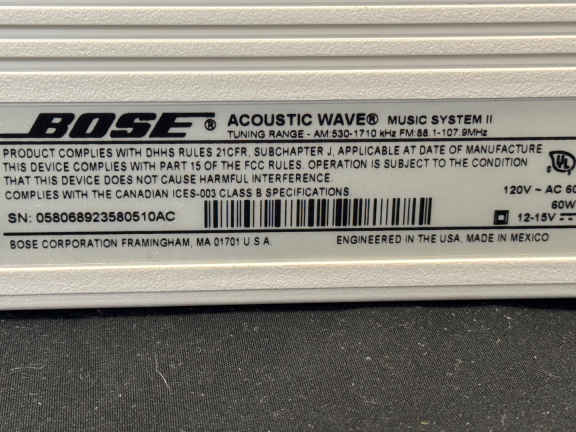 BOSE® ACOUSTIC WAVE® MUSIC SYSTEM II
TUNING RANGE - AM:530-1710 kHz FM:88.1-107.9MHz
PRODUCT COMPLIES WITH DHHS RULES 21CFR, SUBCHAPTER J, APPLICABLE AT DATE OF MANUFACTURE
THIS DEVICE COMPLIES WITH PART 15 OF THE FCC RULES. OPERATION IS SUBJECT TO THE CONDITION
THAT THIS DEVICE DOES NOT CAUSE HARMFUL INTERFERENCE.
COMPLIES WITH THE CANADIAN ICES-003 CLASS B SPECIFICATIONS.
UL
120V ~ AC 60
60W
12-15V
SN: 058068923580510AC
BOSE CORPORATION FRAMINGHAM, MA 01701 U.S.A.
ENGINEERED IN THE USA, MADE IN MEXICO